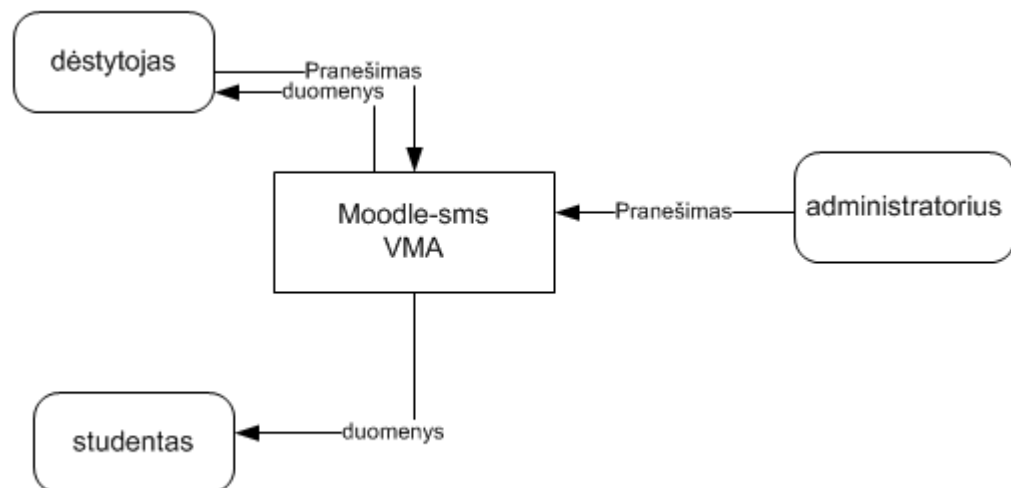 dėstytojas
Pranešimas
duomenys
Moodle-sms
VMA
Pranešimas
administratorius
duomenys
studentas